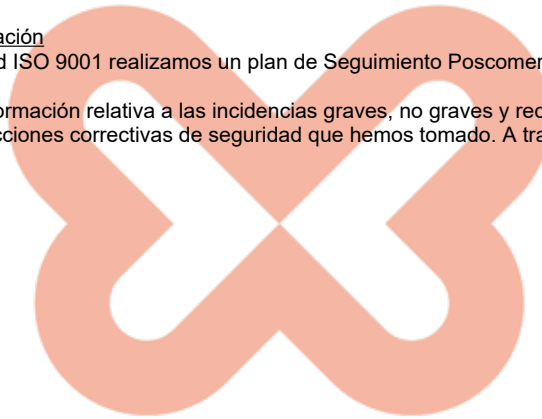 ación
d ISO 9001 realizamos un plan de Seguimiento Poscomer
ormación relativa a las incidencias graves, no graves y rec
cciones correctivas de seguridad que hemos tomado. A tra